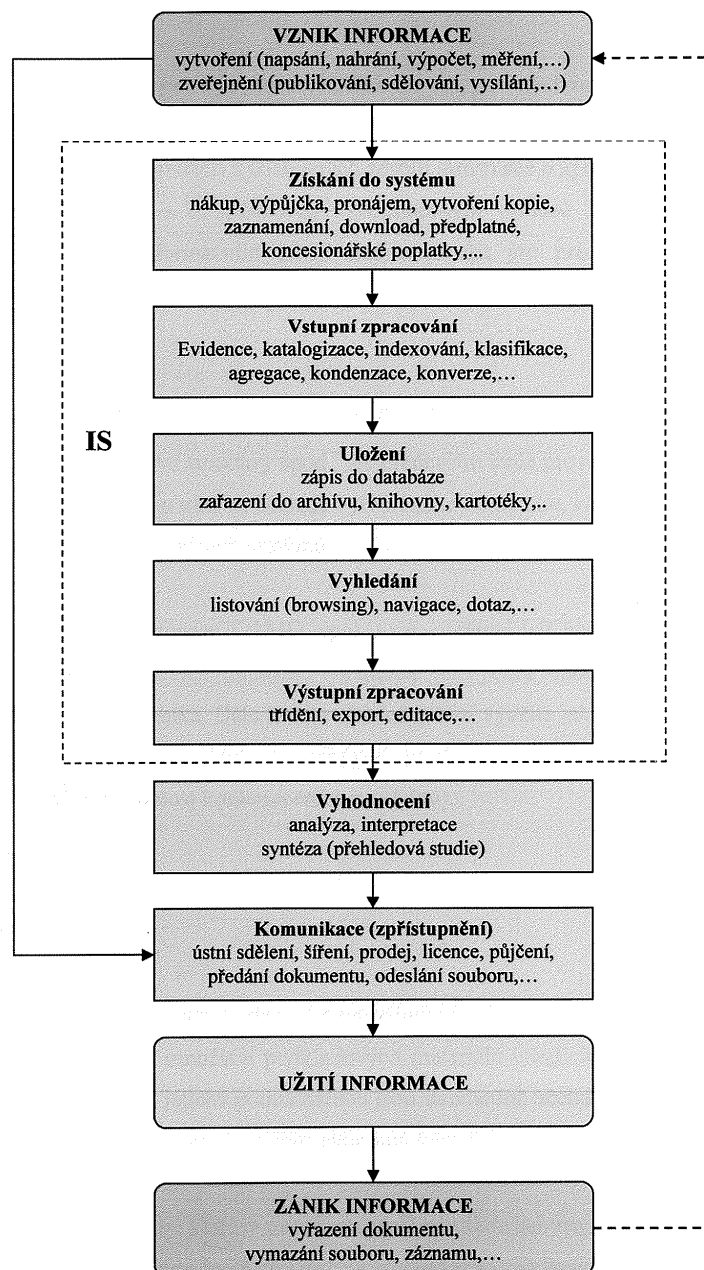 VZNIK INFORMACE
vytvoření (napsání, nahrání, výpočet, měření,…)
zveřejnění (publikování, sdělování, vysílání,…)
Získání do systému
nákup, výpůjčka, pronájem, vytvoření kopie,
zaznamenání, download, předplatné,
koncesionářské poplatky,...
Vstupní zpracování
Evidence, katalogizace, indexování, klasifikace,
agregace, kondenzace, konverze,…
IS
Uložení
zápis do databáze
zařazení do archívu, knihovny, kartotéky,..
Vyhledání
listování (browsing), navigace, dotaz,…
Výstupní zpracování
třídění, export, editace,…
Vyhodnocení
analýza, interpretace
syntéza (přehledová studie)
Komunikace (zpřístupnění)
ústní sdělení, šíření, prodej, licence, půjčení,
předání dokumentu, odeslání souboru,…
UŽITÍ INFORMACE
ZÁNIK INFORMACE
vyřazení dokumentu,
vymazání souboru, záznamu,…